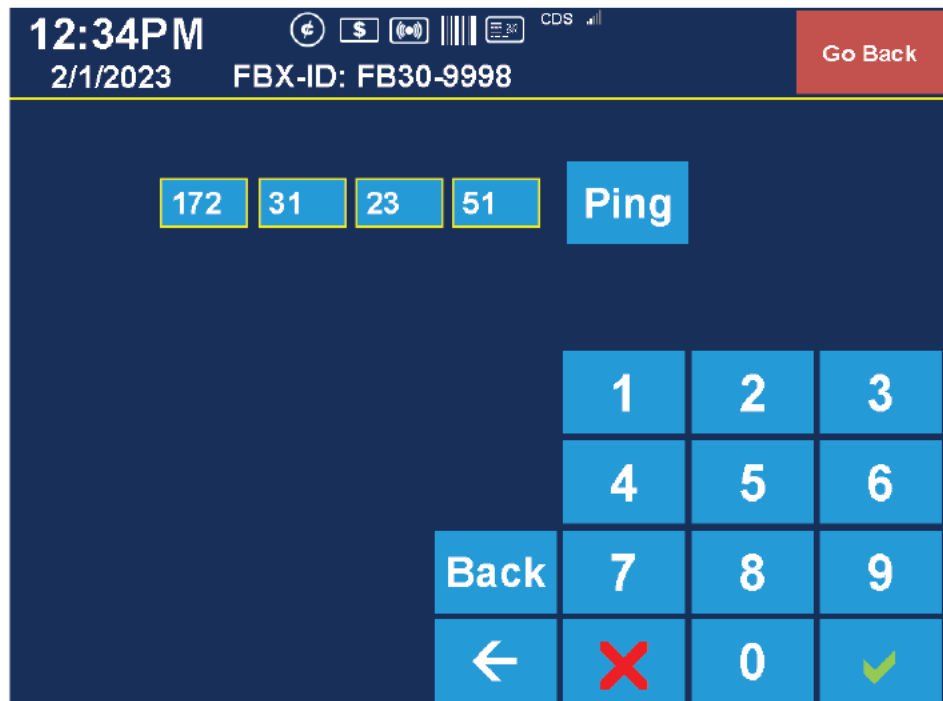 12:34PM ¢ $ CDS Go Back
2/1/2023 FBX-ID: FB30-9998
172 31 23 51 Ping
1 2 3
4 5 6
Back 7 8 9
0